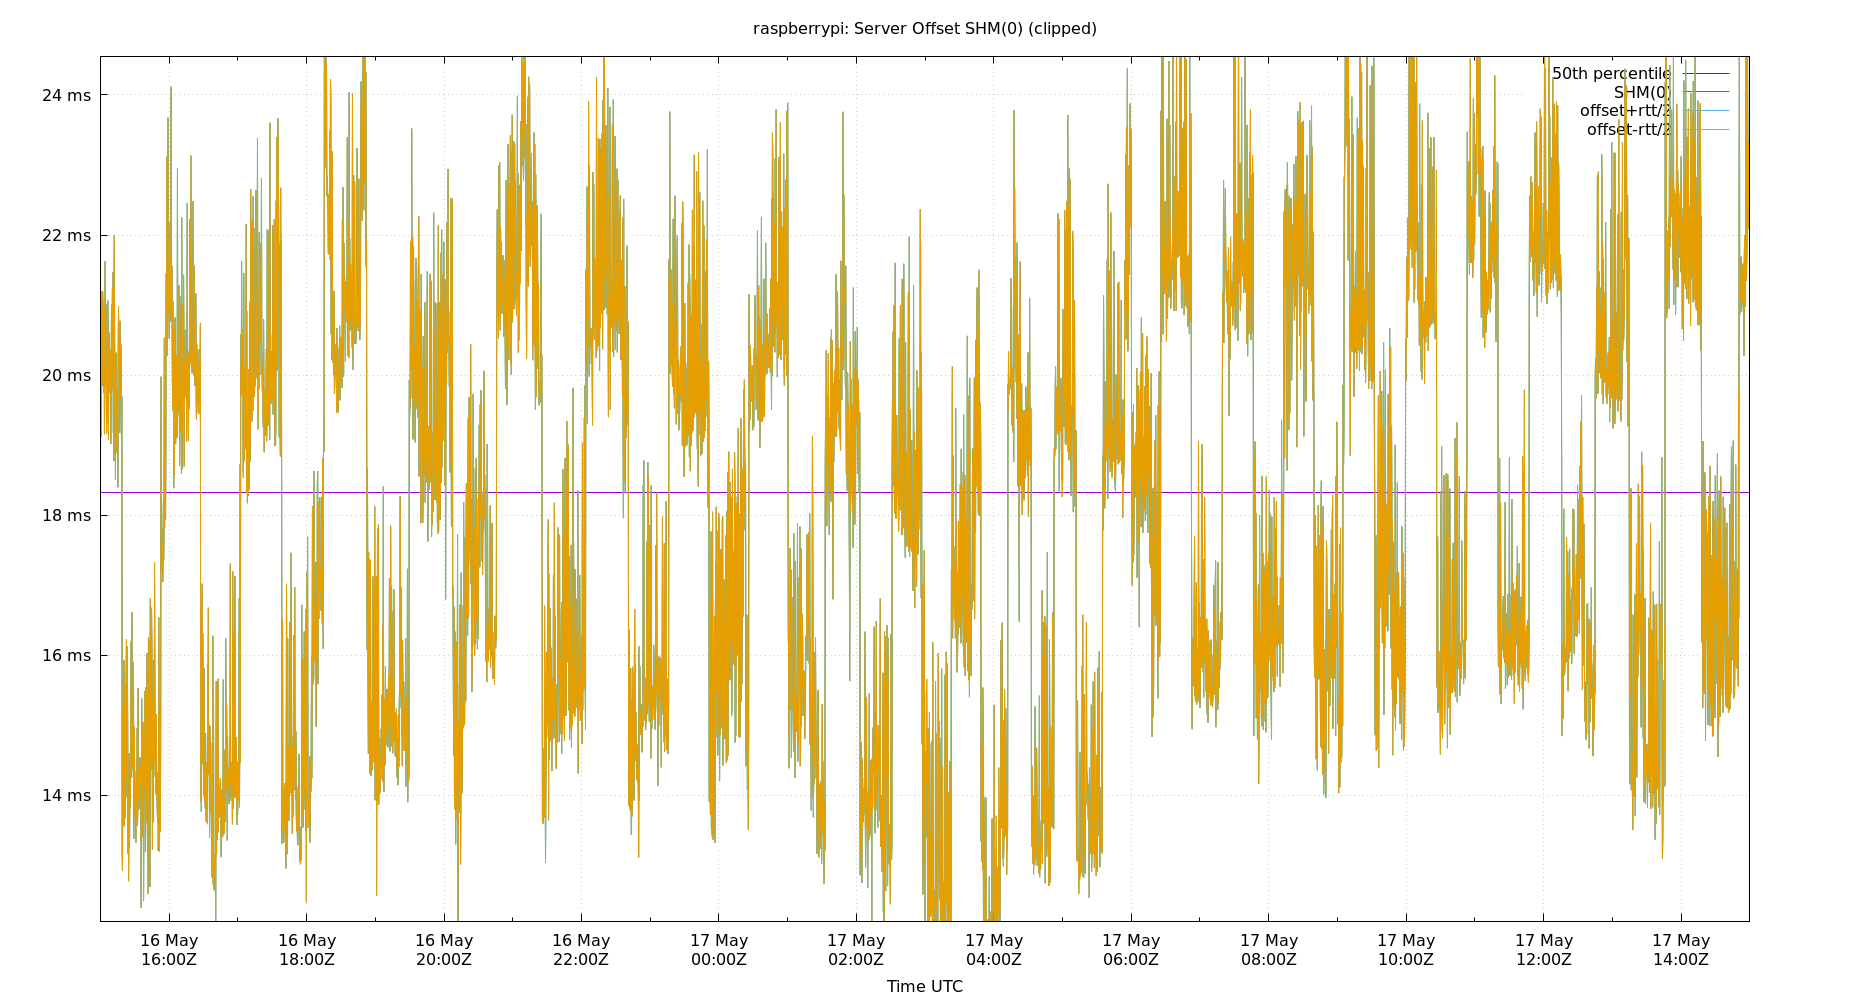 raspberrypi: Server Offset SHM(0) (clipped)
24 ms
22 ms
20 ms
18 ms
16 ms
14 ms
50th percentile
SHM(0)
offset+rtt/2
offset-rtt/2
16 May 16 May 16 May 16 May 17 May 17 May 17 May 17 May 17 May 17 May 17 May 17 May
16:00Z 18:00Z 20:00Z 22:00Z 00:00Z 02:00Z 04:00Z 06:00Z 08:00Z 10:00Z 12:00Z 14:00Z
Time UTC